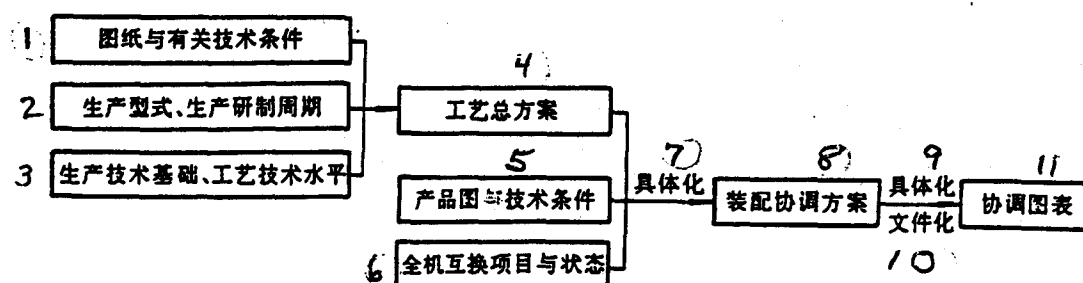 1 图纸与有关技术条件
2 生产型式、生产研制周期
3 生产技术基础、工艺技术水平
4
工艺总方案
5
产品图与技术条件
6 全机互换项目与状态
7
具体化
8
装配协调方案
9
具体化
文件化
10
11
协调图表